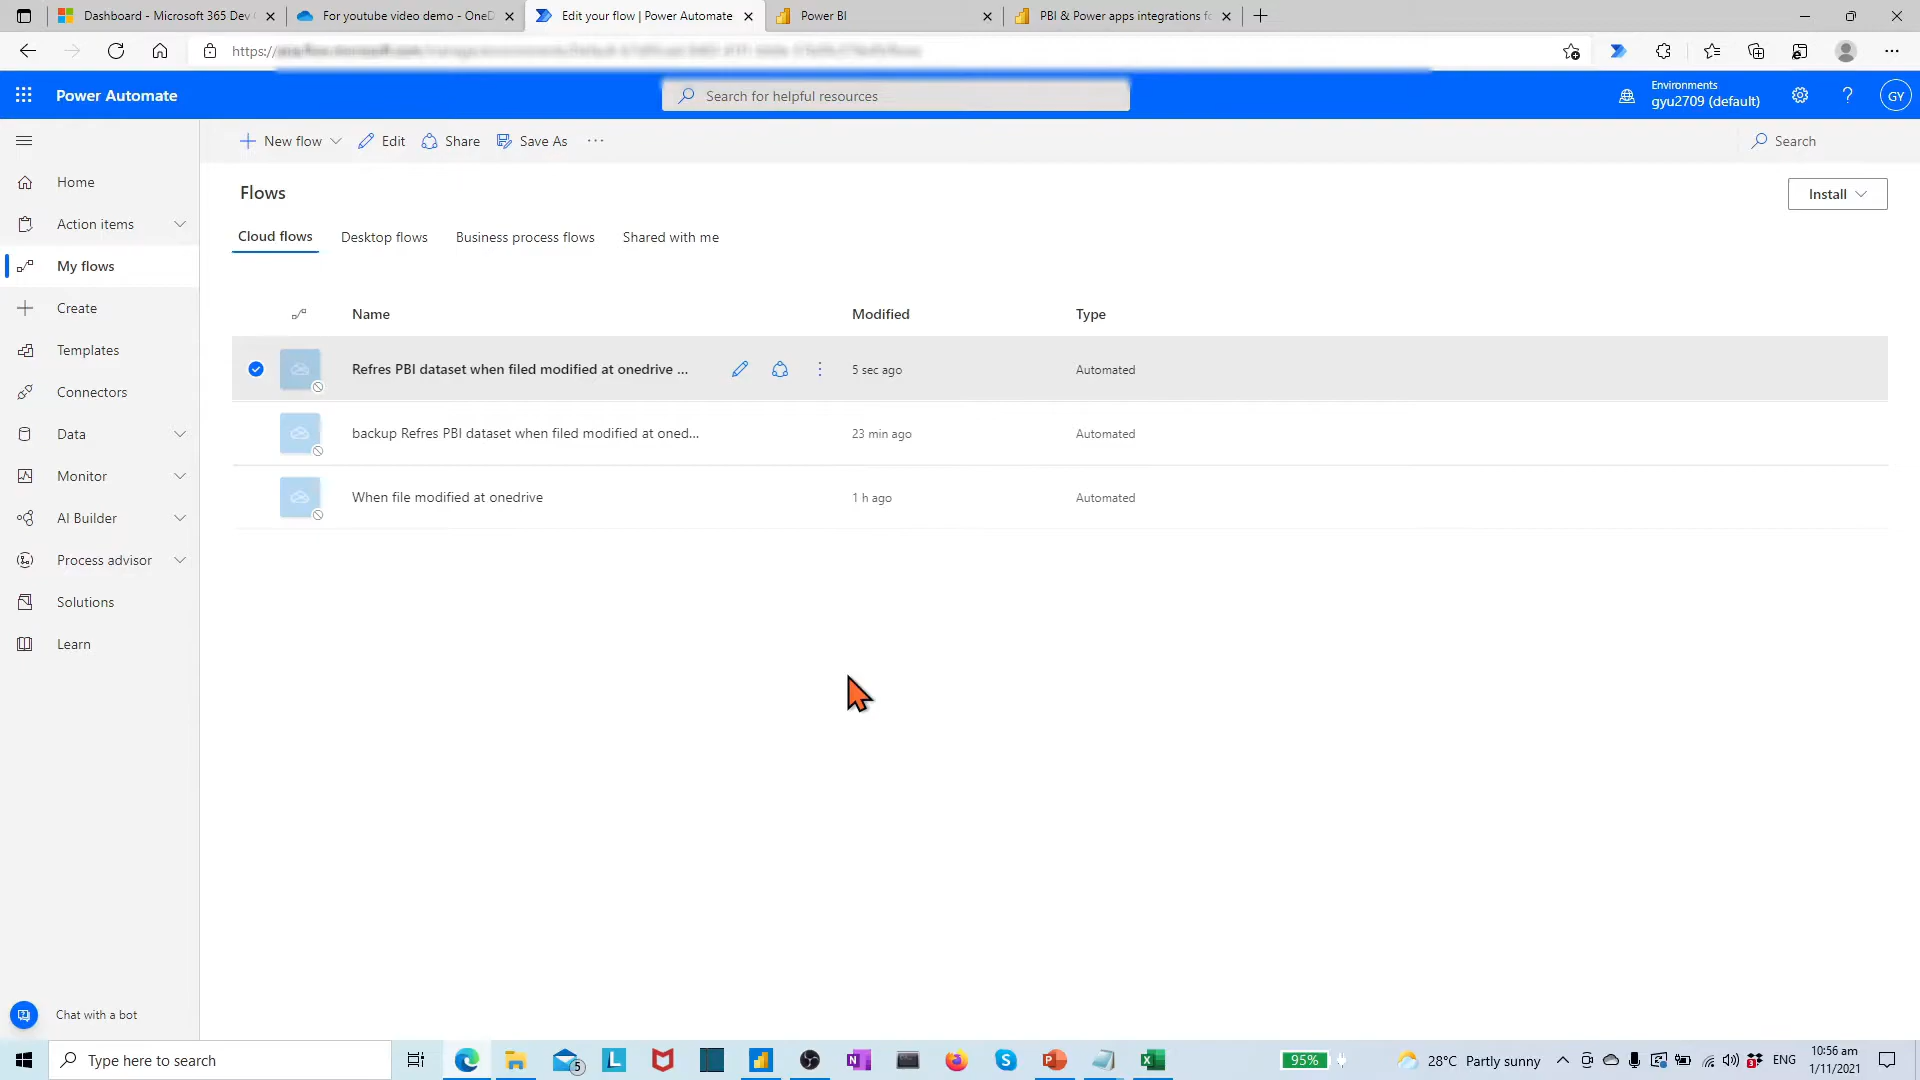 Dashboard - Microsoft 365 Dev
For youtube video demo - OneD
Edit your flow | Power Automate
Power BI
PBI & Power apps integrations fo
https://
Power Automate
Search for helpful resources
Environments
gyu2709 (default)
?
GY
New flow
Edit
Share
Save As
Search
Home
Action items
My flows
Create
Templates
Connectors
Data
Monitor
AI Builder
Process advisor
Solutions
Learn
Chat with a bot
Flows
Install
Cloud flows
Desktop flows
Business process flows
Shared with me
Name
Modified
Type
Refres PBI dataset when filed modified at onedrive ...
5 sec ago
Automated
backup Refres PBI dataset when filed modified at oned...
23 min ago
Automated
When file modified at onedrive
1 h ago
Automated
Type here to search
5
L
N
S
P
X
95%
28°C Partly sunny
3
ENG
10:56 am
1/11/2021